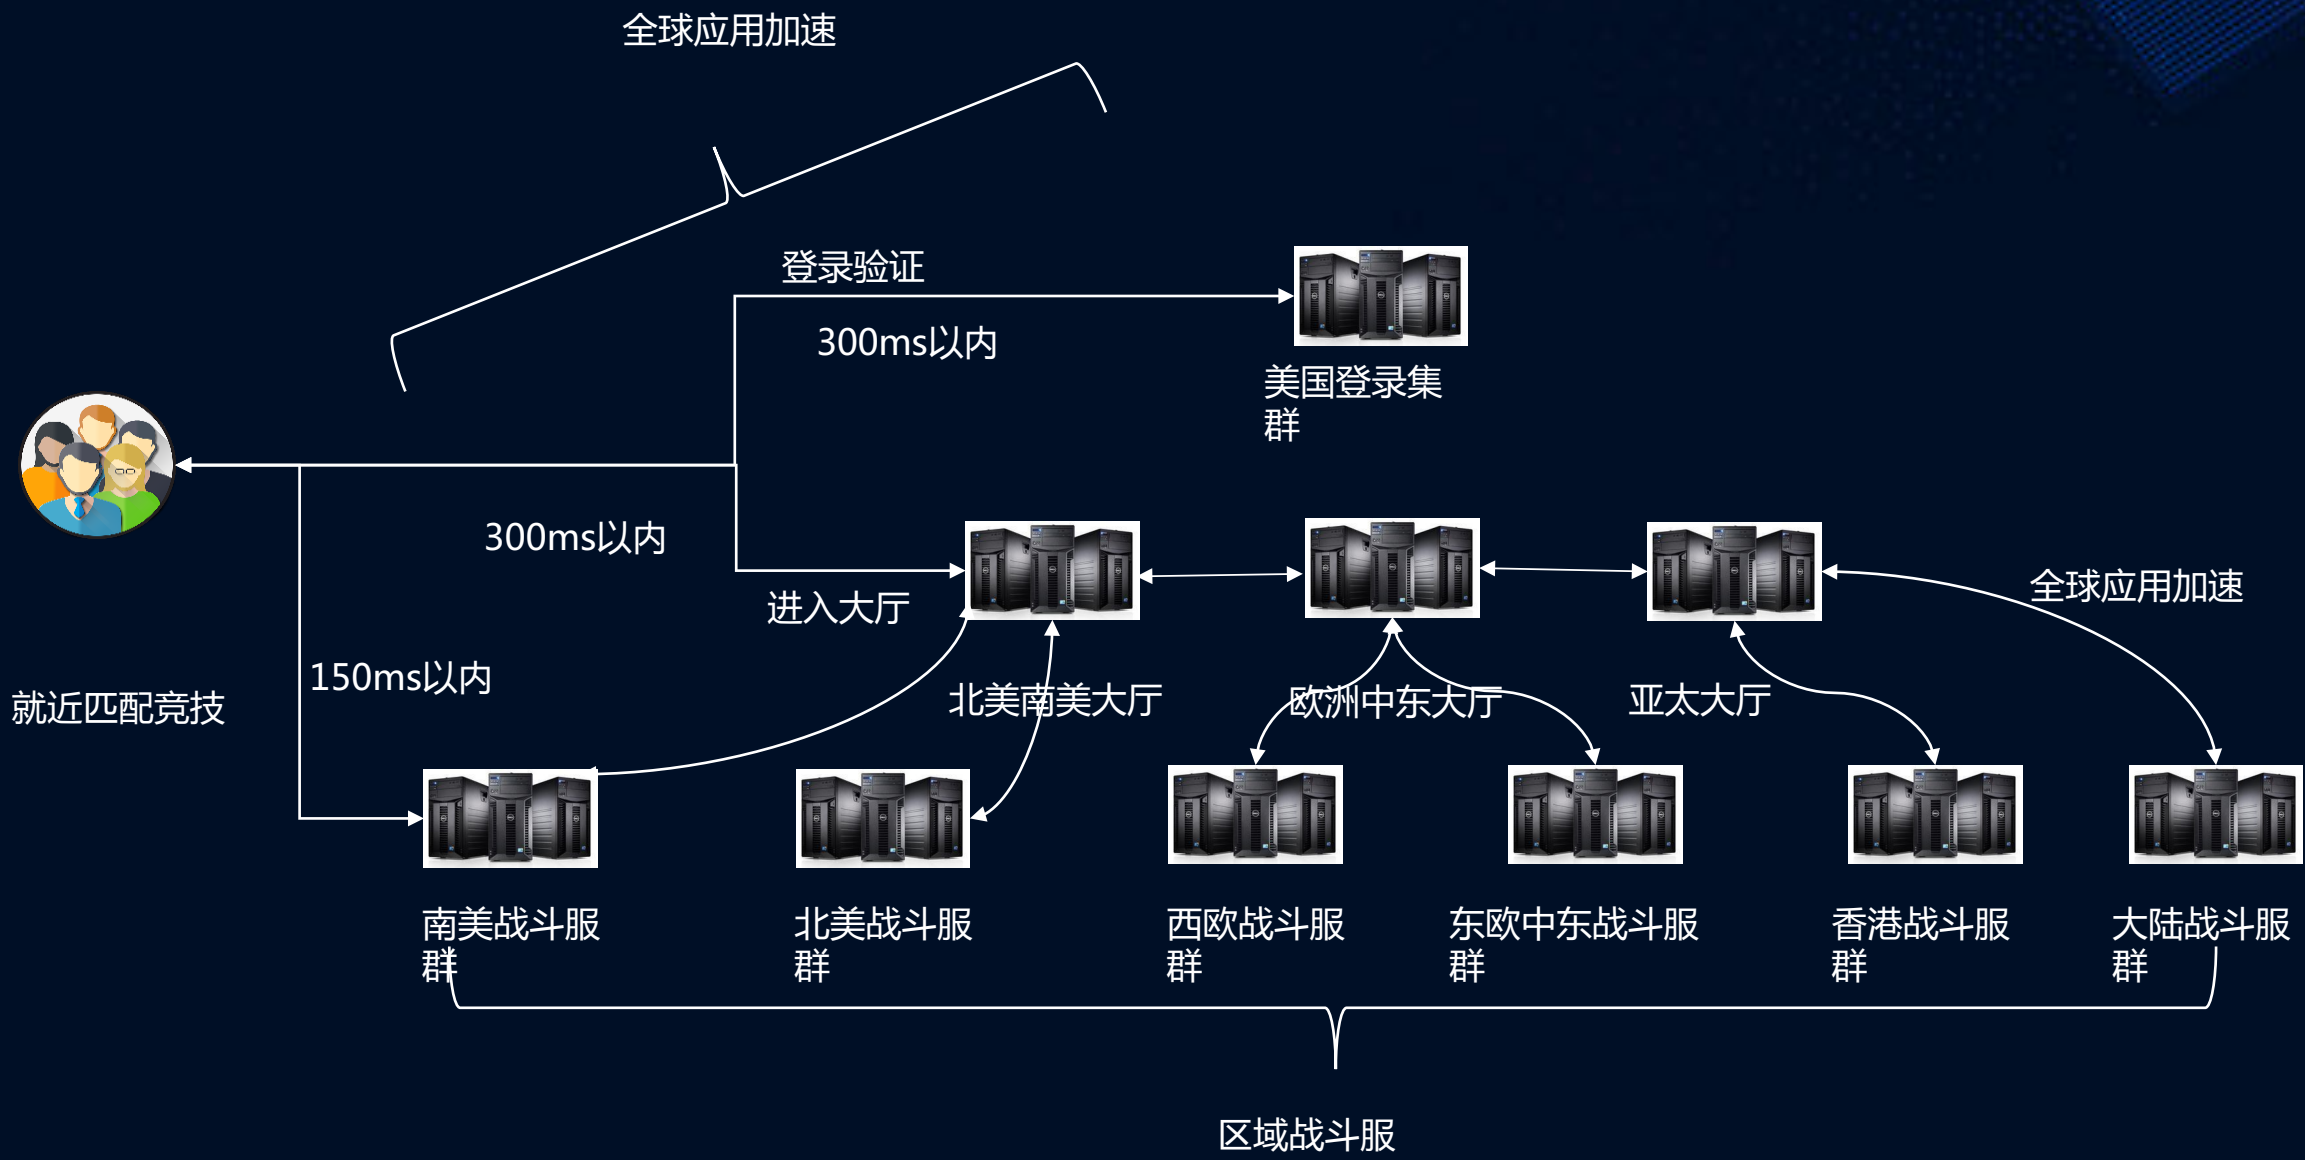 全球应用加速
登录验证
300ms以内
美国登录集
群
300ms以内
进入大厅
全球应用加速
150ms以内
就近匹配竞技
北美南美大厅
欧洲中东大厅
亚太大厅
南美战斗服
群
北美战斗服
群
西欧战斗服
群
东欧中东战斗服
群
香港战斗服
群
大陆战斗服
群
区域战斗服